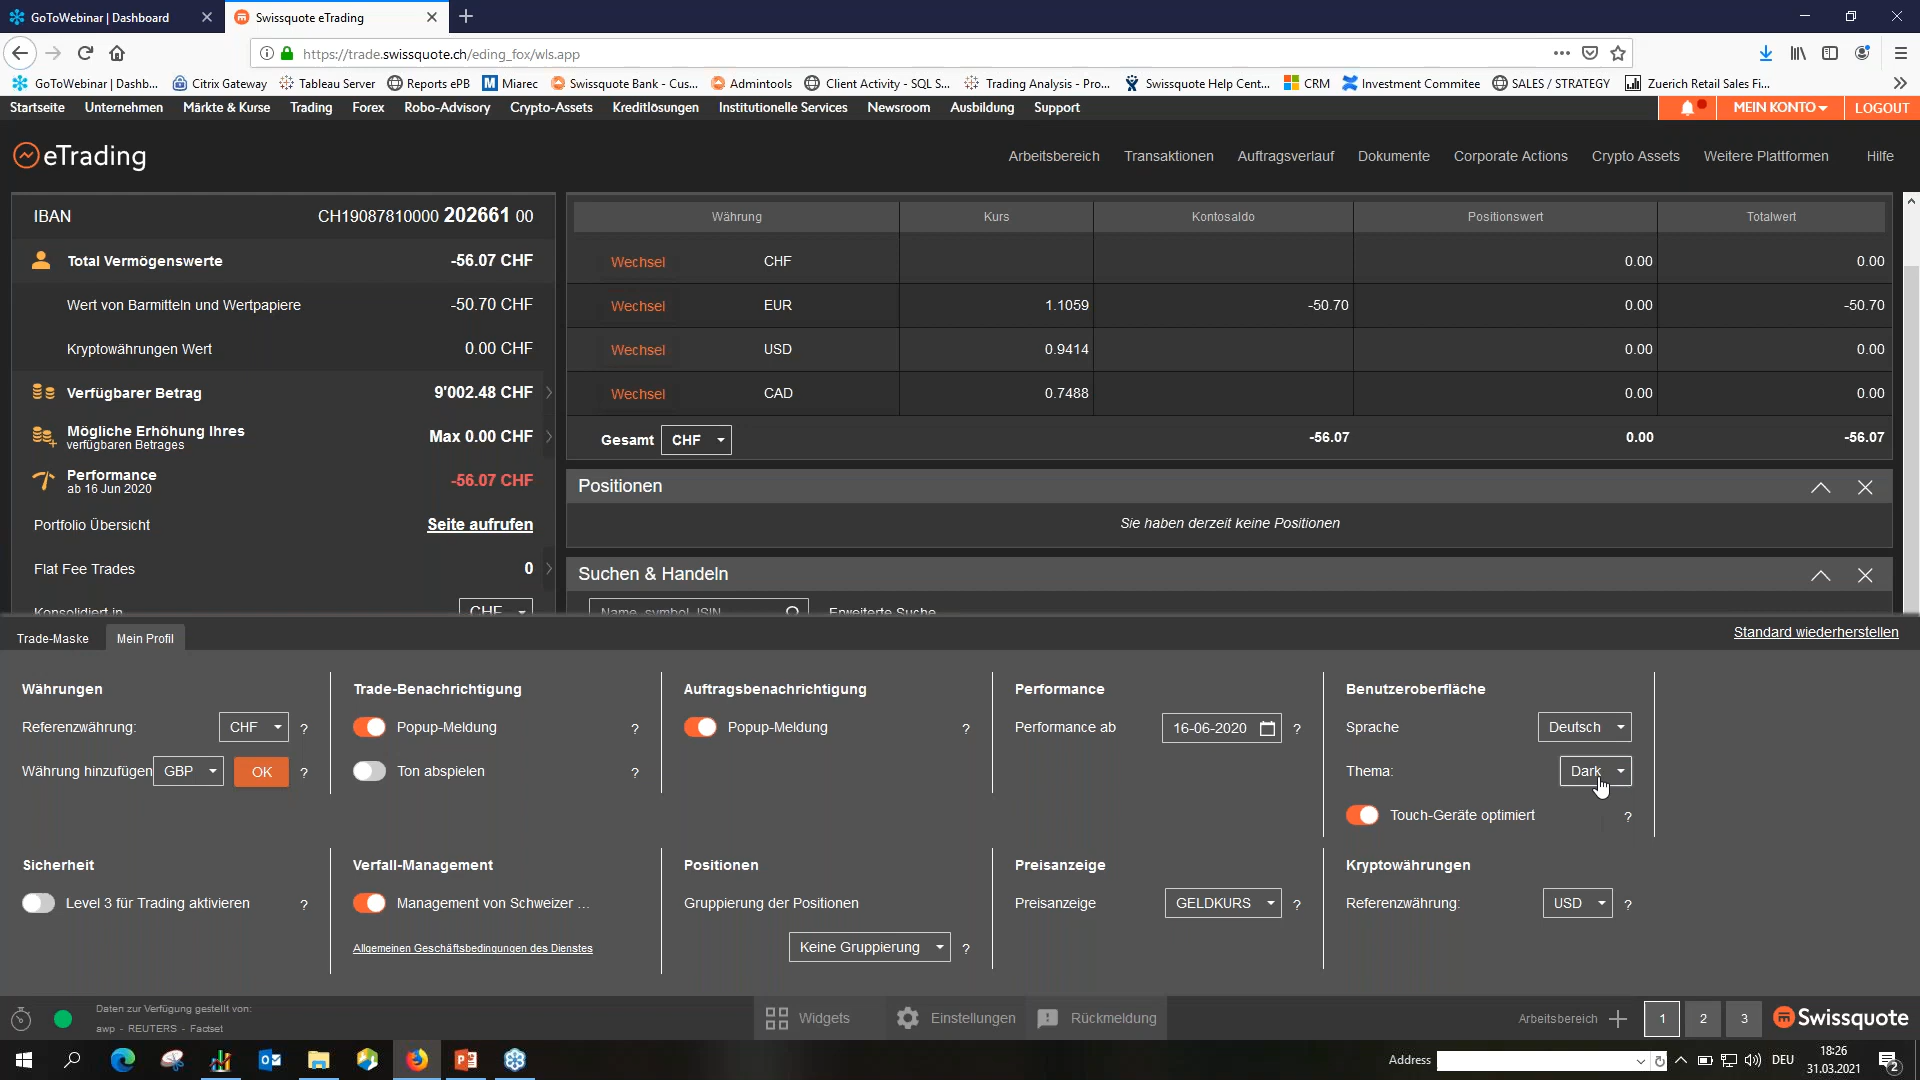 GoToWebinar | Dashboard
Swissquote eTrading
https://trade.swissquote.ch/eding_fox/wls.app
GoToWebinar | Dashb...
Citrix Gateway
Tableau Server
Reports ePB
Miarec
Swissquote Bank - Cus...
Admintools
Client Activity - SQL S...
Trading Analysis - Pro...
Swissquote Help Cent...
CRM
Investment Commitee
SALES / STRATEGY
Zuerich Retail Sales Fi...
Startseite
Unternehmen
Märkte & Kurse
Trading
Forex
Robo-Advisory
Crypto-Assets
Kreditlösungen
Institutionelle Services
Newsroom
Ausbildung
Support
MEIN KONTO
LOGOUT
eTrading
Arbeitsbereich
Transaktionen
Auftragsverlauf
Dokumente
Corporate Actions
Crypto Assets
Weitere Plattformen
Hilfe
IBAN CH19087810000 202661 00
Total Vermögenswerte -56.07 CHF
Wert von Barmitteln und Wertpapiere -50.70 CHF
Kryptowährungen Wert 0.00 CHF
Verfügbarer Betrag 9'002.48 CHF
Mögliche Erhöhung Ihres
verfügbaren Betrages
Max 0.00 CHF
Performance
ab 16 Jun 2020
-56.07 CHF
Portfolio Übersicht Seite aufrufen
Flat Fee Trades 0
Konsolidiert in CHF
Währung Kurs Kontosaldo Positionswert Totalwert
Wechsel CHF 0.00 0.00
Wechsel EUR 1.1059 -50.70 0.00 -50.70
Wechsel USD 0.9414 0.00 0.00
Wechsel CAD 0.7488 0.00 0.00
Gesamt CHF -56.07 0.00 -56.07
Positionen
Sie haben derzeit keine Positionen
Suchen & Handeln
Name, symbol, ISIN Erweiterte Suche
Trade-Maske
Mein Profil
Standard wiederherstellen
Währungen
Referenzwährung: CHF ?
Währung hinzufügen GBP OK ?
Trade-Benachrichtigung
Popup-Meldung ?
Ton abspielen ?
Auftragsbenachrichtigung
Popup-Meldung ?
Performance
Performance ab 16-06-2020 ?
Benutzeroberfläche
Sprache Deutsch
Thema: Dark
Touch-Geräte optimiert ?
Sicherheit
Level 3 für Trading aktivieren ?
Verfall-Management
Management von Schweizer ...
Allgemeinen Geschäftsbedingungen des Dienstes
Positionen
Gruppierung der Positionen
Keine Gruppierung ?
Preisanzeige
Preisanzeige GELDKURS ?
Kryptowährungen
Referenzwährung: USD ?
Daten zur Verfügung gestellt von:
awp - REUTERS - Factset
Widgets
Einstellungen
Rückmeldung
Arbeitsbereich
1
2
3
Swissquote
Address
DEU
18:26
31.03.2021
2